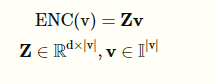 ENC(v) = Zv
Z ∈ ℝ^{d×|v|}, v ∈ 𝕀^{|v|}